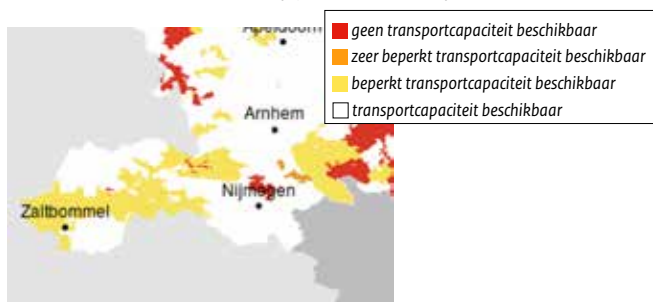 geen transportcapaciteit beschikbaar
zeer beperkt transportcapaciteit beschikbaar
beperkt transportcapaciteit beschikbaar
transportcapaciteit beschikbaar
Arnhem
Nijmegen
Zaltbommel